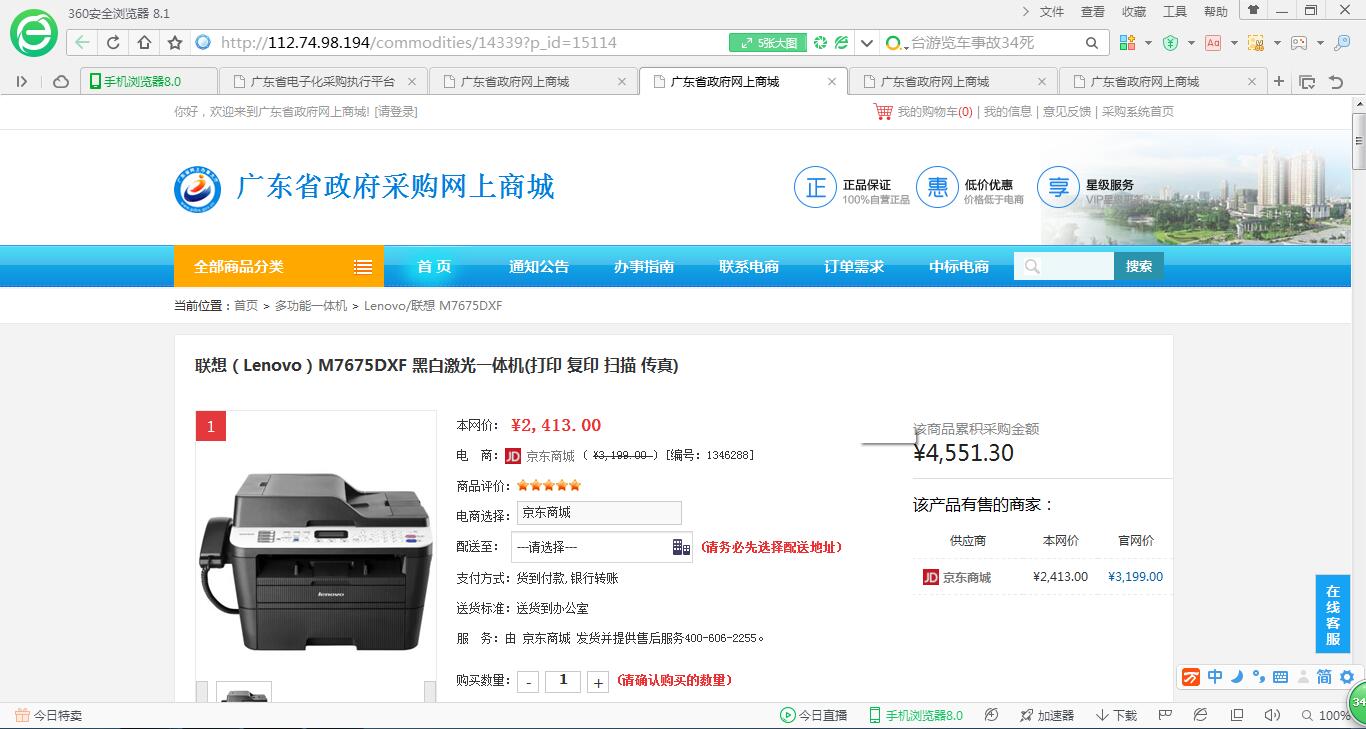 360安全浏览器 8.1
文件 查看 收藏 工具 帮助
http://112.74.98.194/commodities/14339?p_id=15114
5张大图
台游览车事故34死
手机浏览器8.0
广东省电子化采购执行平台
广东省政府网上商城
广东省政府网上商城
广东省政府网上商城
广东省政府网上商城
你好，欢迎来到广东省政府网上商城! [请登录]
我的购物车(0) | 我的信息 | 意见反馈 | 采购系统首页
广东省政府采购网上商城
正 正品保证
100%自营正品
惠 低价优惠
价格低于电商
享 星级服务
全部商品分类 首 页 通知公告 办事指南 联系电商 订单需求 中标电商 搜索
当前位置：首页 > 多功能一体机 > Lenovo/联想 M7675DXF
联想（Lenovo）M7675DXF 黑白激光一体机(打印 复印 扫描 传真)
1
lenovo
本网价： ¥2,413.00
电 商： JD 京东商城 （ ¥3,199.00 ）[编号：1346288]
商品评价：
电商选择： 京东商城
配送至： ---请选择--- (请务必先选择配送地址)
支付方式：货到付款,银行转账
送货标准：送货到办公室
服 务：由 京东商城 发货并提供售后服务400-606-2255。
购买数量： - 1 + (请确认购买的数量)
该商品累积采购金额
¥4,551.30
该产品有售的商家：
供应商 本网价 官网价
JD 京东商城 ¥2,413.00 ¥3,199.00
在线客服
中 简
34
今日特卖
今日直播 手机浏览器8.0 加速器 下载 100%